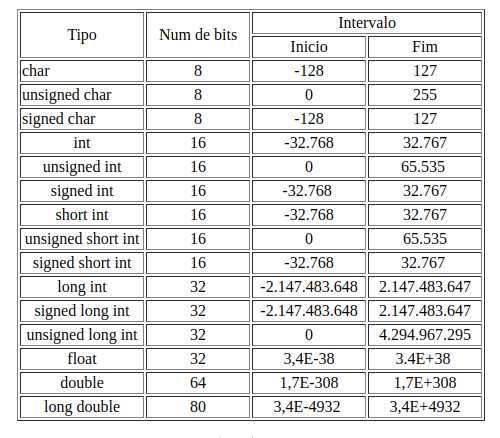 Tipo Num de bits Intervalo
Inicio Fim
char 8 -128 127
unsigned char 8 0 255
signed char 8 -128 127
int 16 -32.768 32.767
unsigned int 16 0 65.535
signed int 16 -32.768 32.767
short int 16 -32.768 32.767
unsigned short int 16 0 65.535
signed short int 16 -32.768 32.767
long int 32 -2.147.483.648 2.147.483.647
signed long int 32 -2.147.483.648 2.147.483.647
unsigned long int 32 0 4.294.967.295
float 32 3,4E-38 3.4E+38
double 64 1,7E-308 1,7E+308
long double 80 3,4E-4932 3,4E+4932